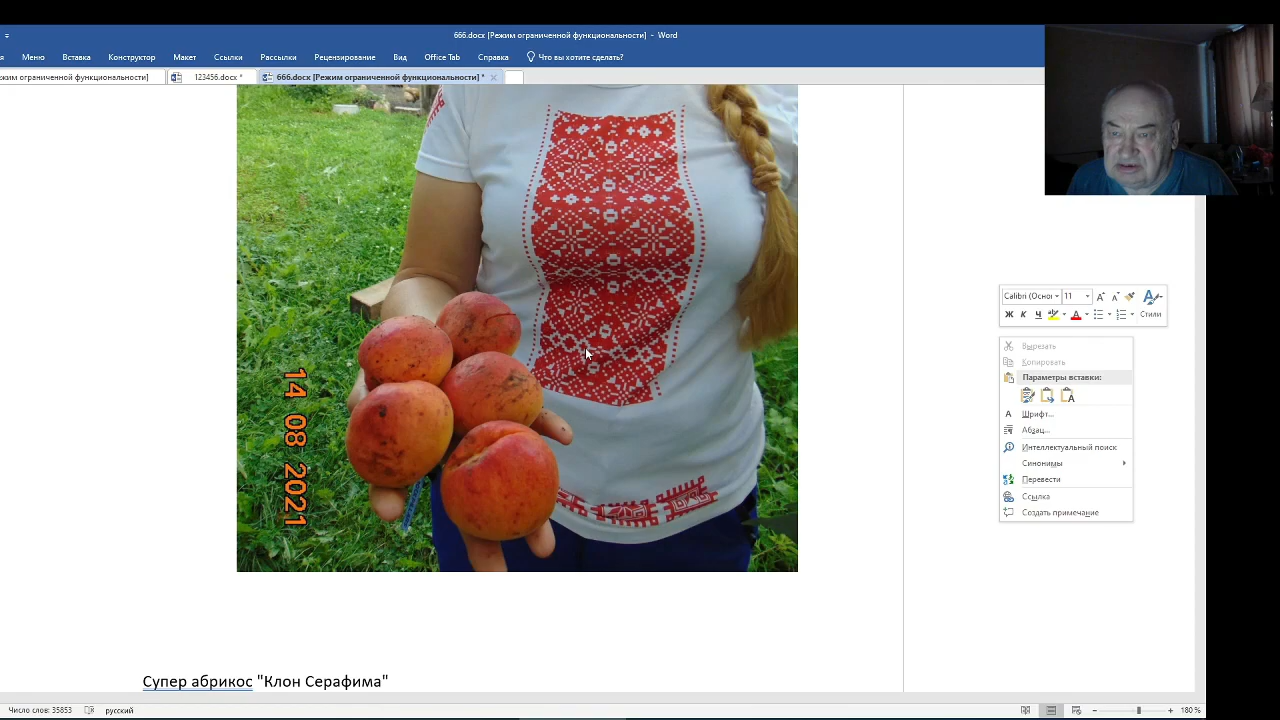 666.docx [Режим ограниченной функциональности] - Word
Меню Вставка Конструктор Макет Ссылки Рассылки Рецензирование Вид Office Tab Справка Что вы хотите сделать?
ежим ограниченной функциональности] 123456.docx * 666.docx [Режим ограниченной функциональности] *
14 08 2021
Calibri (Осно 11
Ж К Ч Стили
Вырезать
Копировать
Параметры вставки:
Шрифт...
Абзац...
Интеллектуальный поиск
Синонимы
Перевести
Ссылка
Создать примечание
Супер абрикос "Клон Серафима"
Число слов: 35853 русский 180 %